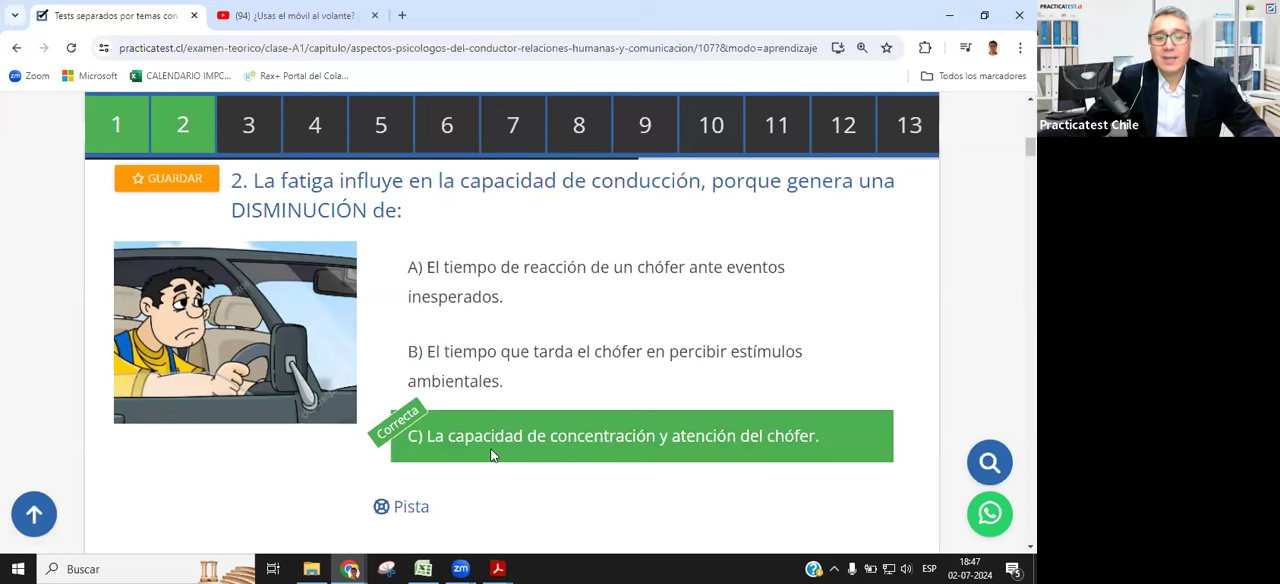 Tests separados por temas con
(94) ¿Usas el móvil al volante?
practicatest.cl/examen-teorico/clase-A1/capitulo/aspectos-psicologos-del-conductor-relaciones-humanas-y-comunicacion/107?&modo=aprendizaje
Zoom
Microsoft
CALENDARIO IMPC...
Rex+ Portal del Cola...
Todos los marcadores
PRACTICATEST.cl
Practicatest Chile
1 2 3 4 5 6 7 8 9 10 11 12 13
GUARDAR
2. La fatiga influye en la capacidad de conducción, porque genera una
DISMINUCIÓN de:
A) El tiempo de reacción de un chófer ante eventos
inesperados.
B) El tiempo que tarda el chófer en percibir estímulos
ambientales.
Correcta
C) La capacidad de concentración y atención del chófer.
Pista
Buscar
ESP
18:47
02-07-2024